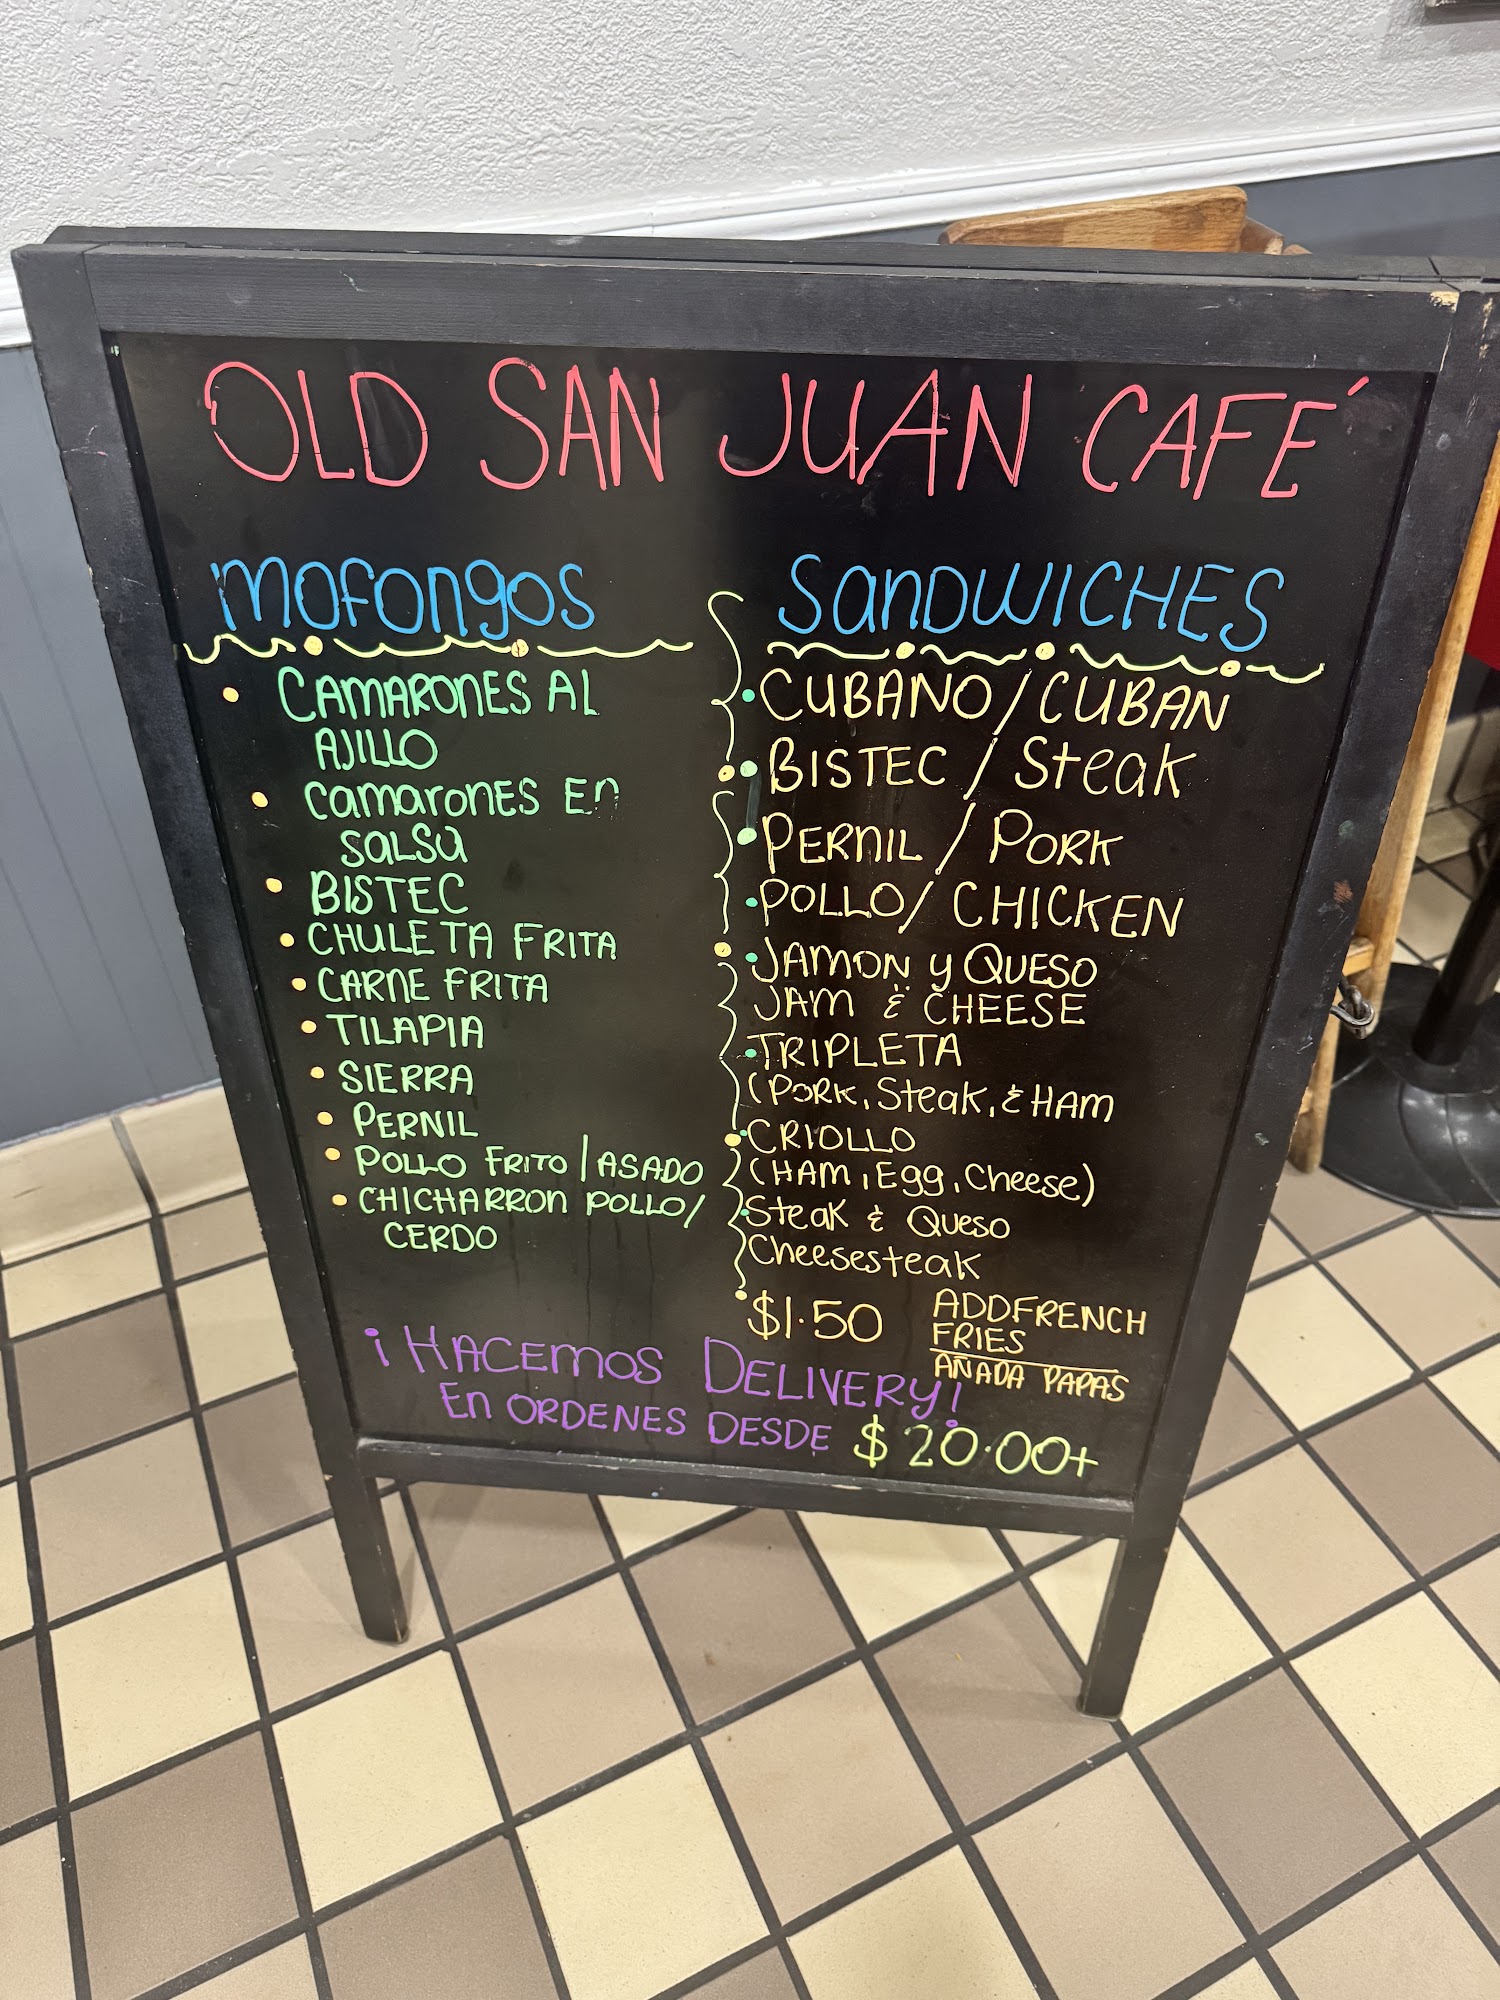 OLD SAN JUAN CAFÉ
mofongos
CAMARONES AL
AJILLO
Camarones En
SALSA
BISTEC
CHULETA FRITA
CARNE FRITA
TILAPIA
SIERRA
PERNIL
POLLO FRITO | ASADO
CHICHARRON POLLO/
CERDO
SANDWICHES
CUBANO / CUBAN
BISTEC / Steak
PERNIL / PORK
POLLO / CHICKEN
JAMON y QUESO
JAM & CHEESE
TRIPLETA
(PORK, Steak, & HAM
CRIOLLO
(HAM, Egg, Cheese)
Steak & Queso
Cheesesteak
$1.50
ADD FRENCH
FRIES
AÑADA PAPAS
¡HACEMOS DELIVERY!
En ORDENES DESDE $20.00+